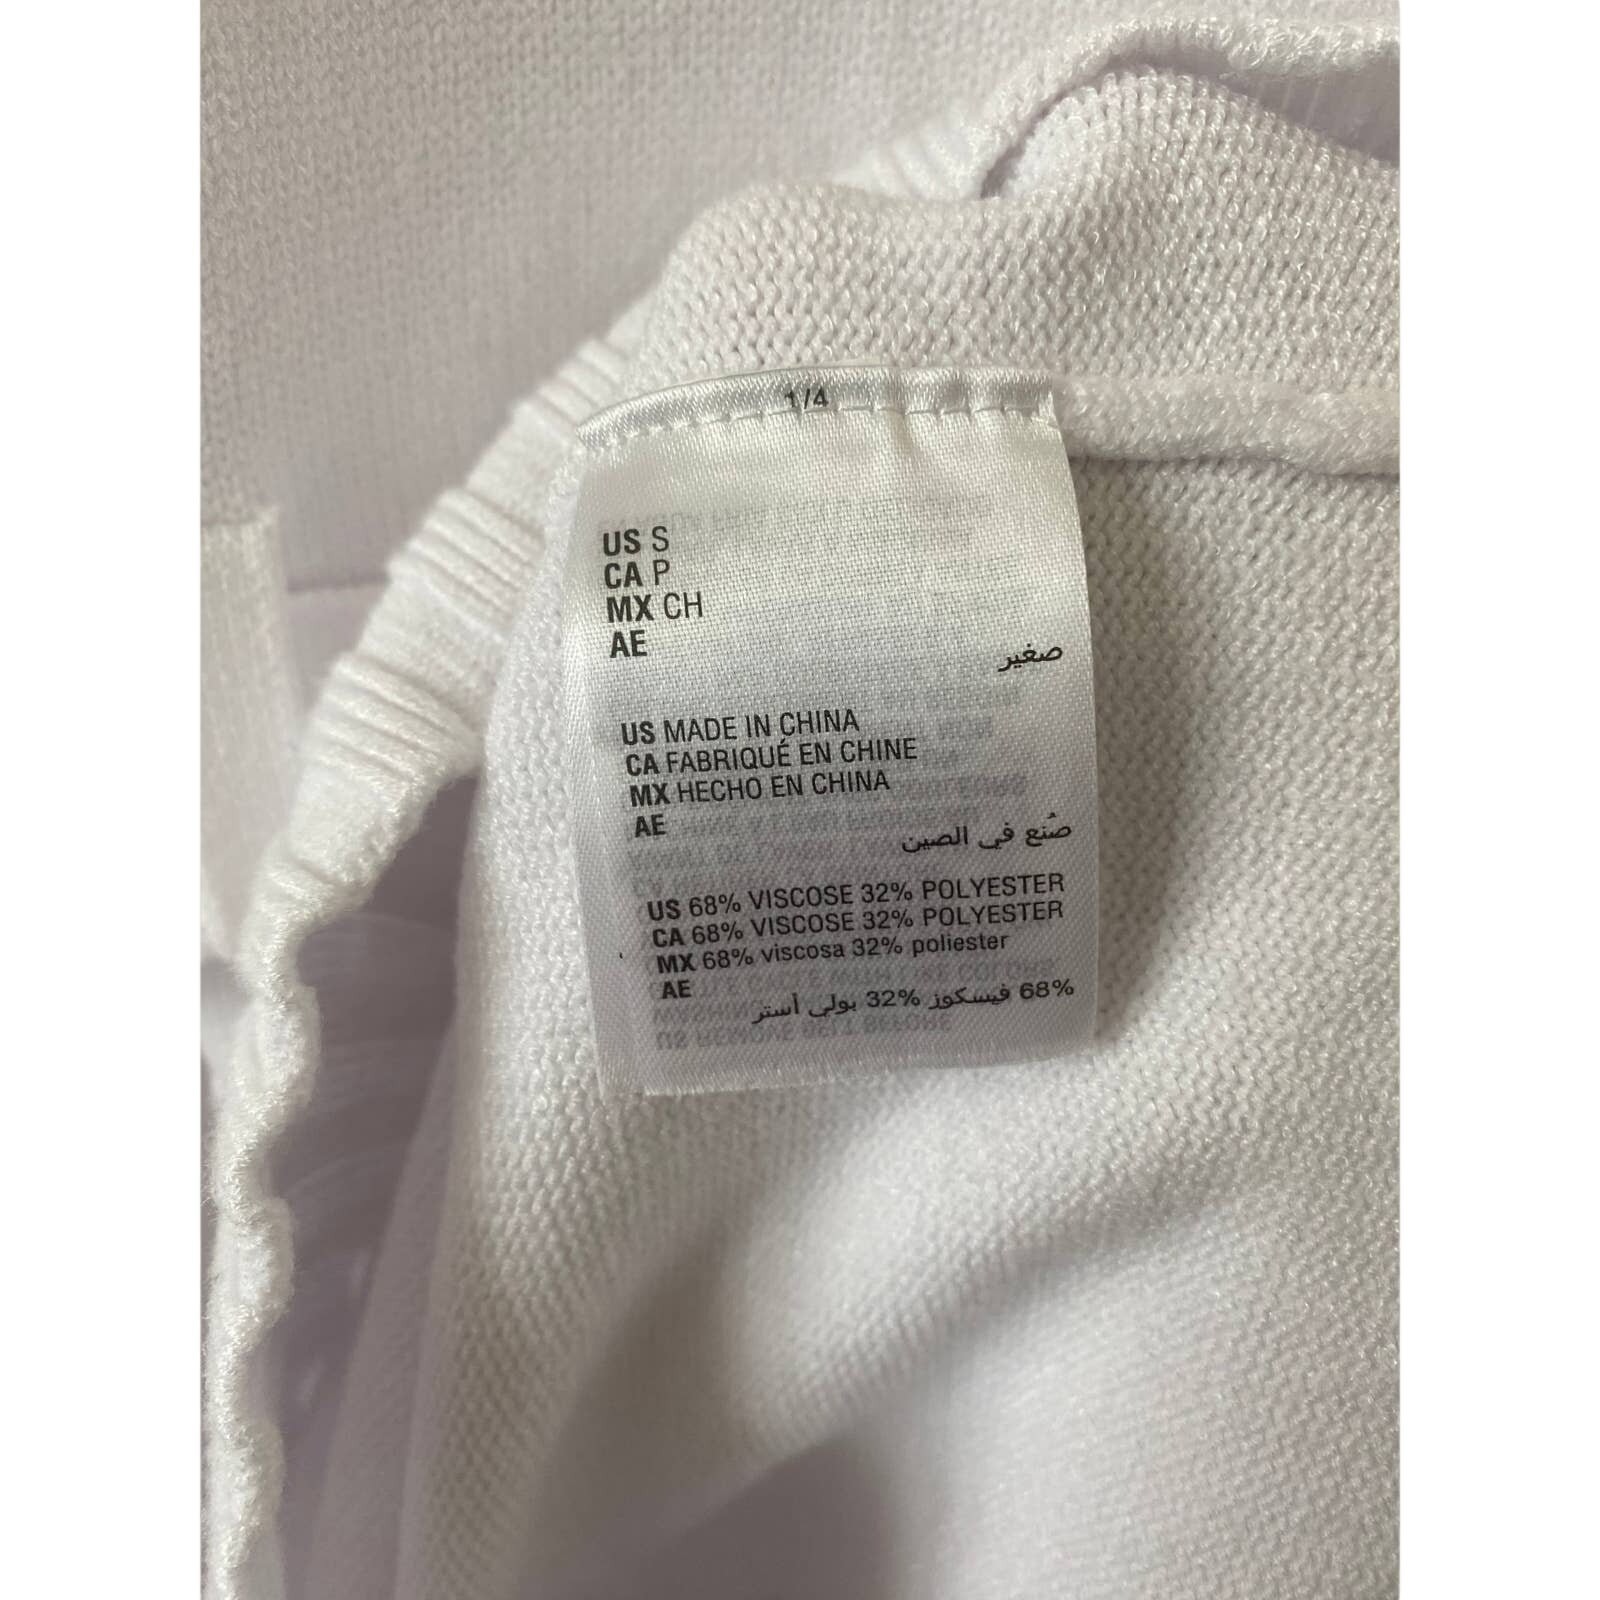 1/4
US S
CA P
MX CH
AE
صغير
US MADE IN CHINA
CA FABRIQUÉ EN CHINE
MX HECHO EN CHINA
AE
صُنع في الصين
US 68% VISCOSE 32% POLYESTER
CA 68% VISCOSE 32% POLYESTER
MX 68% viscosa 32% poliester
AE
68% فيسكوز 32% بولي أستر